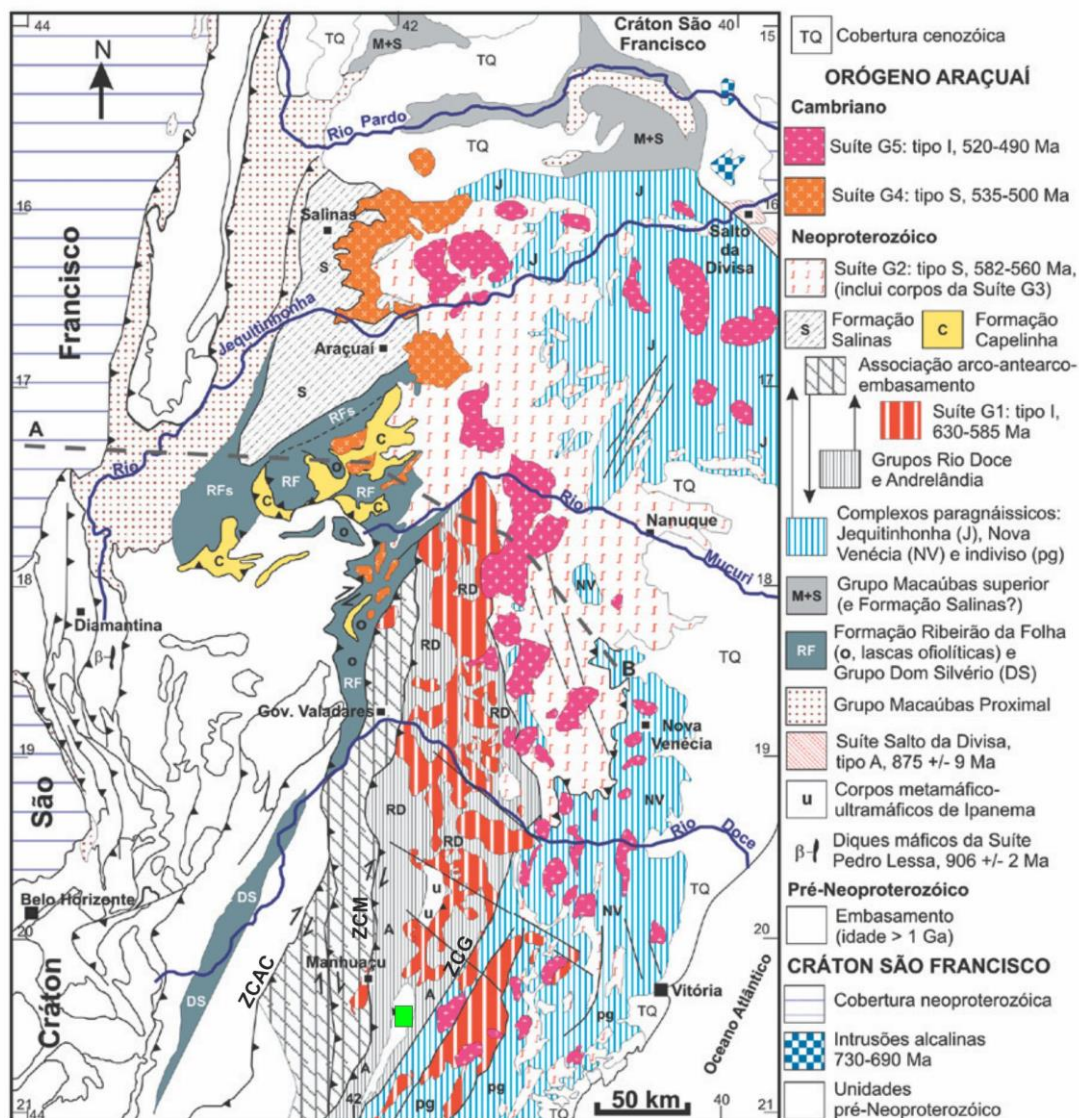 44
42
40
15
N
TQ
M+S
Cráton São
Francisco
TQ
Rio Pardo
M+S
TQ
J
J
16
Salinas
S
16
Salto
da
Divisa
J
Francisco
Jequitinhonha
Araçuaí
J
17
S
17
RFs
A
C
J
Rio
RFs
RF
o
RF
C
C
TQ
Rio
Nanuque
Mucuri
o
C
18
RD
NV
18
Diamantina
β
o
RD
TQ
B
o
RF
RD
Gov. Valadares
Nova
Venécia
19
19
São
RD
NV
RD
Rio
Doce
TQ
DS
u
Belo Horizonte
u
NV
20
ZCM
A
20
ZCG
Manhuaçu
Vitória
Cráton
DS
ZCAC
A
pg
TQ
Oceano Atlântico
A
pg
pg
TQ
50 km
21
44
42
21
TQ Cobertura cenozóica
ORÓGENO ARAÇUAÍ
Cambriano
Suíte G5: tipo I, 520-490 Ma
Suíte G4: tipo S, 535-500 Ma
Neoproterozóico
Suíte G2: tipo S, 582-560 Ma,
(inclui corpos da Suíte G3)
S Formação
Salinas
C Formação
Capelinha
Associação arco-antearco-
embasamento
Suíte G1: tipo I,
630-585 Ma
Grupos Rio Doce
e Andrelândia
Complexos paragnáissicos:
Jequitinhonha (J), Nova
Venécia (NV) e indiviso (pg)
M+S Grupo Macaúbas superior
(e Formação Salinas?)
RF Formação Ribeirão da Folha
(o, lascas ofiolíticas) e
Grupo Dom Silvério (DS)
Grupo Macaúbas Proximal
Suíte Salto da Divisa,
tipo A, 875 +/- 9 Ma
u Corpos metamáfico-
ultramáficos de Ipanema
β Diques máficos da Suíte
Pedro Lessa, 906 +/- 2 Ma
Pré-Neoproterozóico
Embasamento
(idade > 1 Ga)
CRÁTON SÃO FRANCISCO
Cobertura neoproterozóica
Intrusões alcalinas
730-690 Ma
Unidades
pré-Neoproterozóico